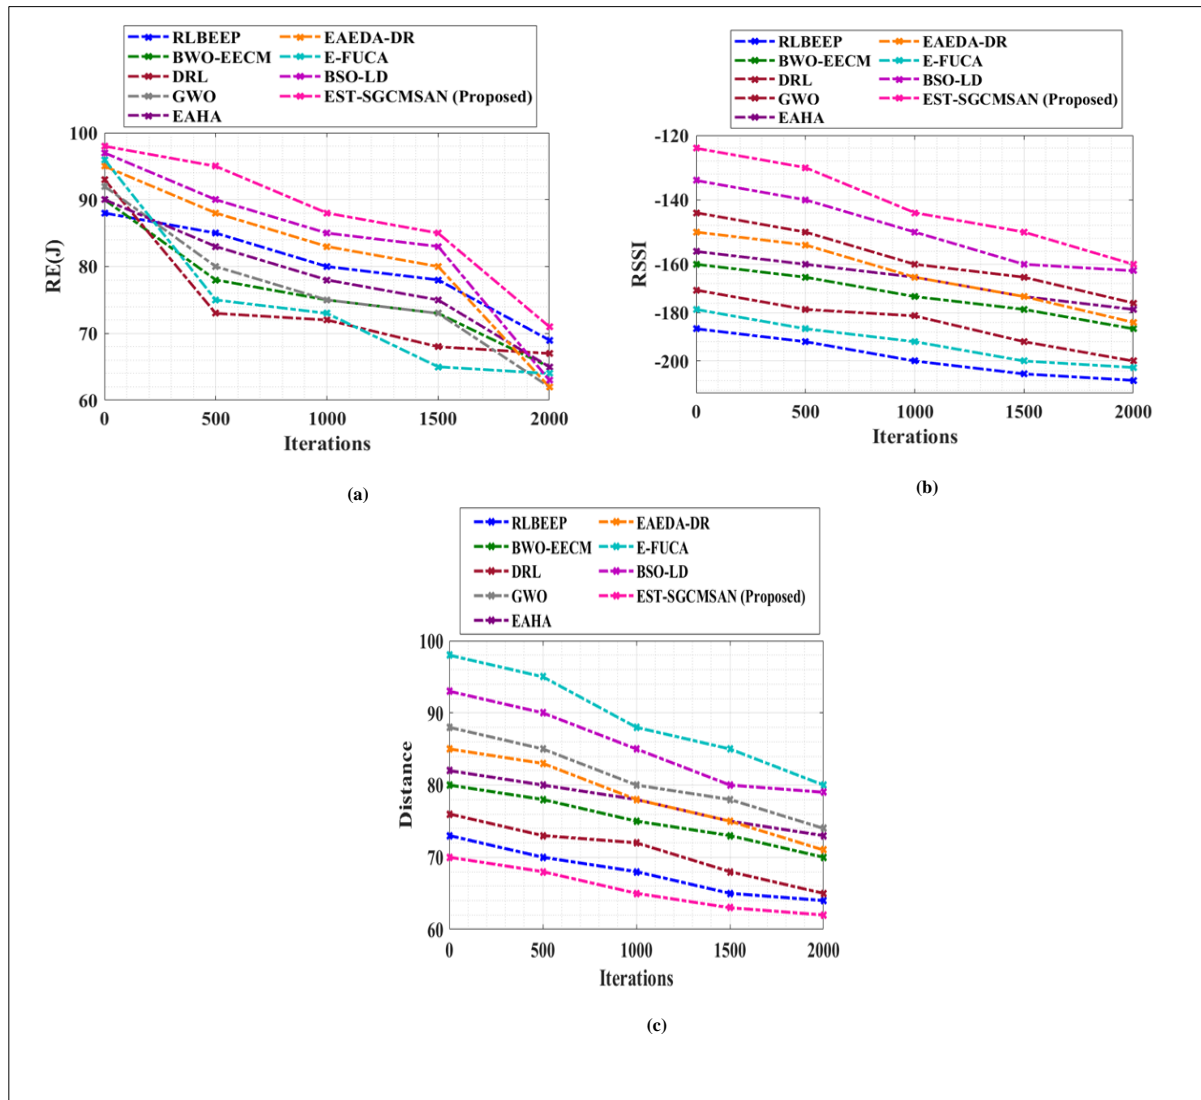 RLBEEP
BWO-EECM
DRL
GWO
EAHA
EAEDA-DR
E-FUCA
BSO-LD
EST-SGCMSAN (Proposed)
100
90
80
70
60
RE(J)
0 500 1000 1500 2000
Iterations
(a)
RLBEEP
BWO-EECM
DRL
GWO
EAHA
EAEDA-DR
E-FUCA
BSO-LD
EST-SGCMSAN (Proposed)
-120
-140
-160
-180
-200
RSSI
0 500 1000 1500 2000
Iterations
(b)
RLBEEP
BWO-EECM
DRL
GWO
EAHA
EAEDA-DR
E-FUCA
BSO-LD
EST-SGCMSAN (Proposed)
100
90
80
70
60
Distance
0 500 1000 1500 2000
Iterations
(c)